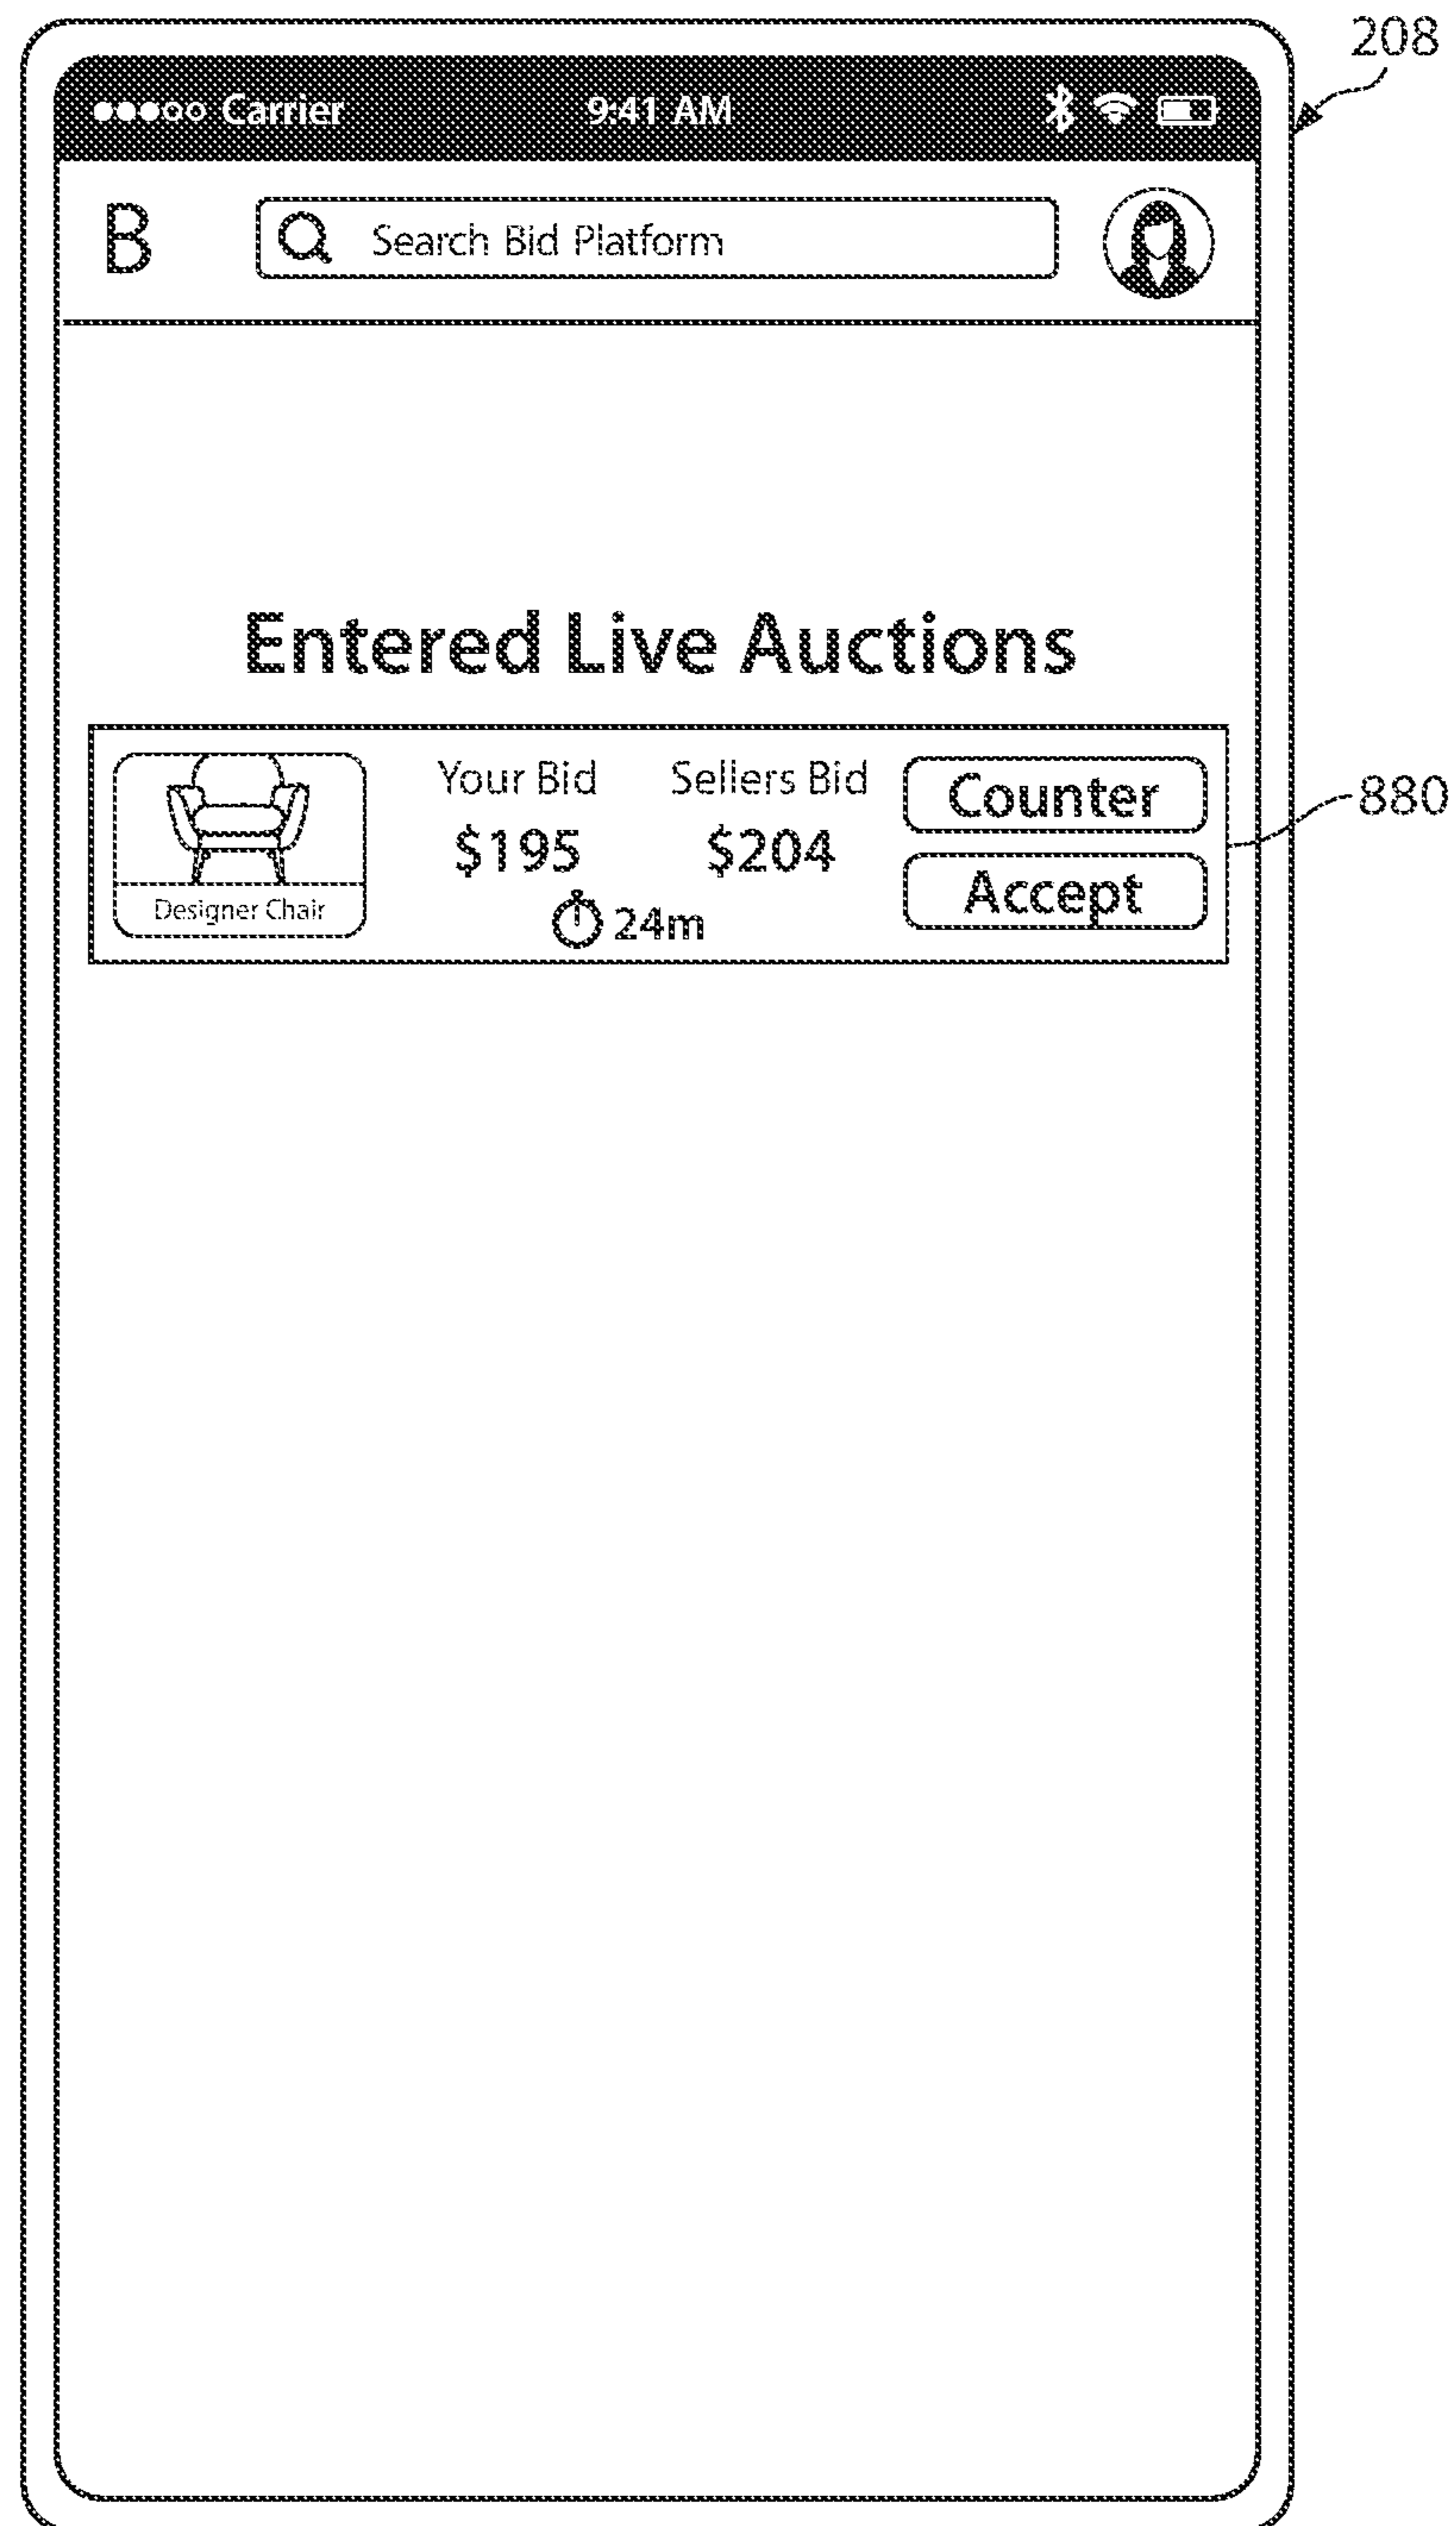 208
Carrier 9:41 AM
B Search Bid Platform
Entered Live Auctions
Your Bid Sellers Bid Counter
880
$195 $204
Accept
Designer Chair
24m